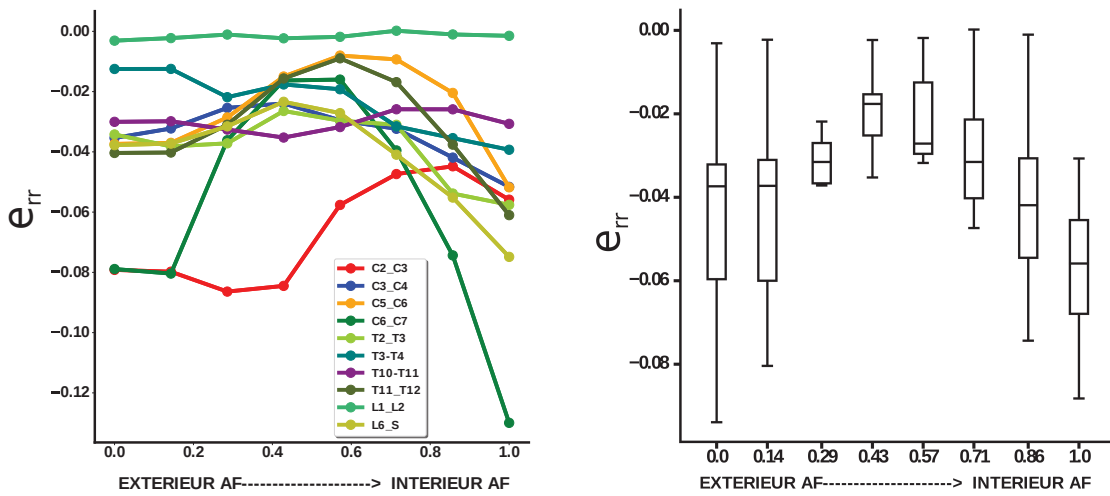 0.00
−0.02
−0.04
−0.06
−0.08
−0.10
−0.12
err
C2_C3
C3_C4
C5_C6
C6_C7
T2_T3
T3-T4
T10-T11
T11_T12
L1_L2
L6_S
0.0 0.2 0.4 0.6 0.8 1.0
EXTERIEUR AF--------------------> INTERIEUR AF
0.00
−0.02
−0.04
−0.06
−0.08
err
0.0 0.14 0.29 0.43 0.57 0.71 0.86 1.0
EXTERIEUR AF--------------------> INTERIEUR AF